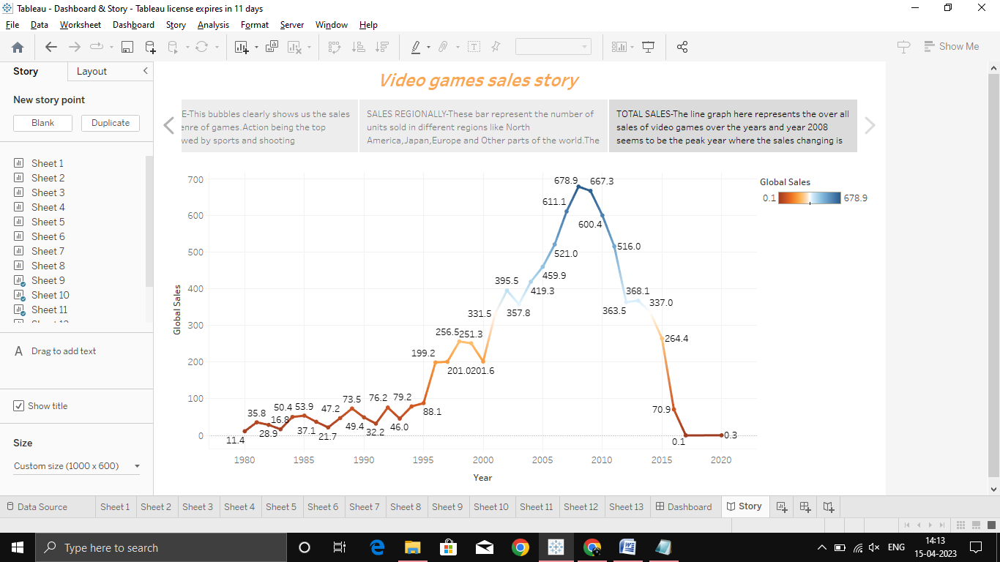 Tableau - Dashboard & Story - Tableau license expires in 11 days
File Data Worksheet Dashboard Story Analysis Format Server Window Help
Show Me
Story Layout
New story point
Blank Duplicate
Sheet 1
Sheet 2
Sheet 3
Sheet 4
Sheet 5
Sheet 6
Sheet 7
Sheet 8
Sheet 9
Sheet 10
Sheet 11
A Drag to add text
Show title
Size
Custom size (1000 x 600)
Video games sales story
E-This bubbles clearly shows us the sales
enre of games.Action being the top
wed by sports and shooting
SALES REGIONALLY-These bar represent the number of
units sold in different regions like North
America,Japan,Europe and Other parts of the world.The
TOTAL SALES-The line graph here represents the over all
sales of video games over the years and year 2008
seems to be the peak year where the sales changing is
Global Sales
0.1 678.9
Global Sales
700
600
500
400
300
200
100
0
11.4
35.8
28.9
16.8
50.4
53.9
37.1
21.7
47.2
73.5
49.4
32.2
76.2
46.0
79.2
88.1
199.2
201.0
256.5
251.3
201.6
331.5
395.5
357.8
419.3
459.9
521.0
611.1
678.9
667.3
600.4
516.0
363.5
368.1
337.0
264.4
70.9
0.1
0.3
1980 1985 1990 1995 2000 2005 2010 2015 2020
Year
Data Source Sheet 1 Sheet 2 Sheet 3 Sheet 4 Sheet 5 Sheet 6 Sheet 7 Sheet 8 Sheet 9 Sheet 10 Sheet 11 Sheet 12 Sheet 13 Dashboard Story
Type here to search
ENG
14:13
15-04-2023